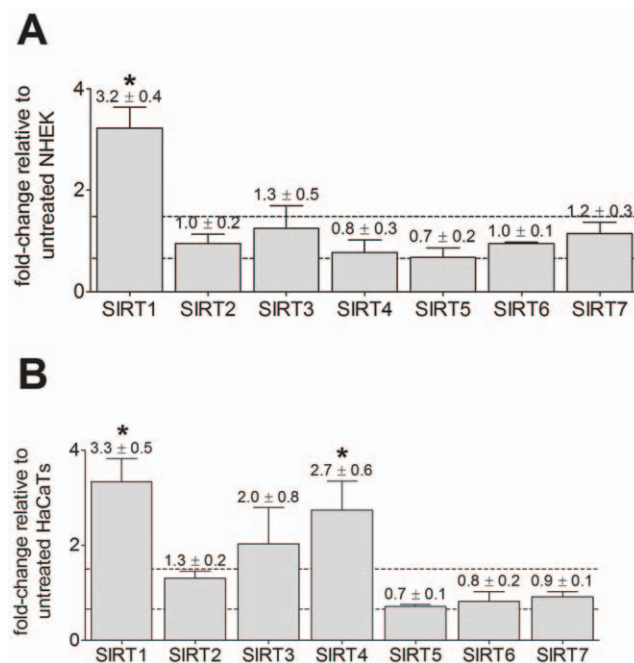 A
fold-change relative to
untreated NHEK
4
2
0
*
3.2 ± 0.4
1.0 ± 0.2
1.3 ± 0.5
0.8 ± 0.3
0.7 ± 0.2
1.0 ± 0.1
1.2 ± 0.3
SIRT1 SIRT2 SIRT3 SIRT4 SIRT5 SIRT6 SIRT7
B
fold-change relative to
untreated HaCaTs
4
2
0
*
3.3 ± 0.5
1.3 ± 0.2
2.0 ± 0.8
*
2.7 ± 0.6
0.7 ± 0.1
0.8 ± 0.2
0.9 ± 0.1
SIRT1 SIRT2 SIRT3 SIRT4 SIRT5 SIRT6 SIRT7